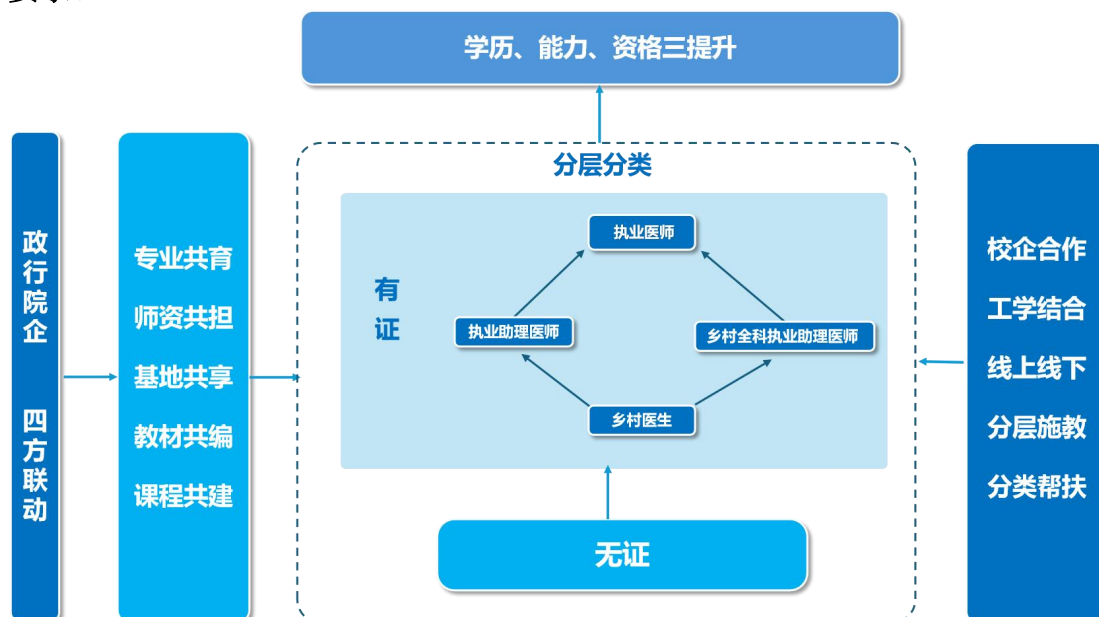 学历、能力、资格三提升
政行院企 四方联动
专业共育
师资共担
基地共享
教材共编
课程共建
分层分类
有证
执业医师
执业助理医师
乡村全科执业助理医师
乡村医生
无证
校企合作
工学结合
线上线下
分层施教
分类帮扶